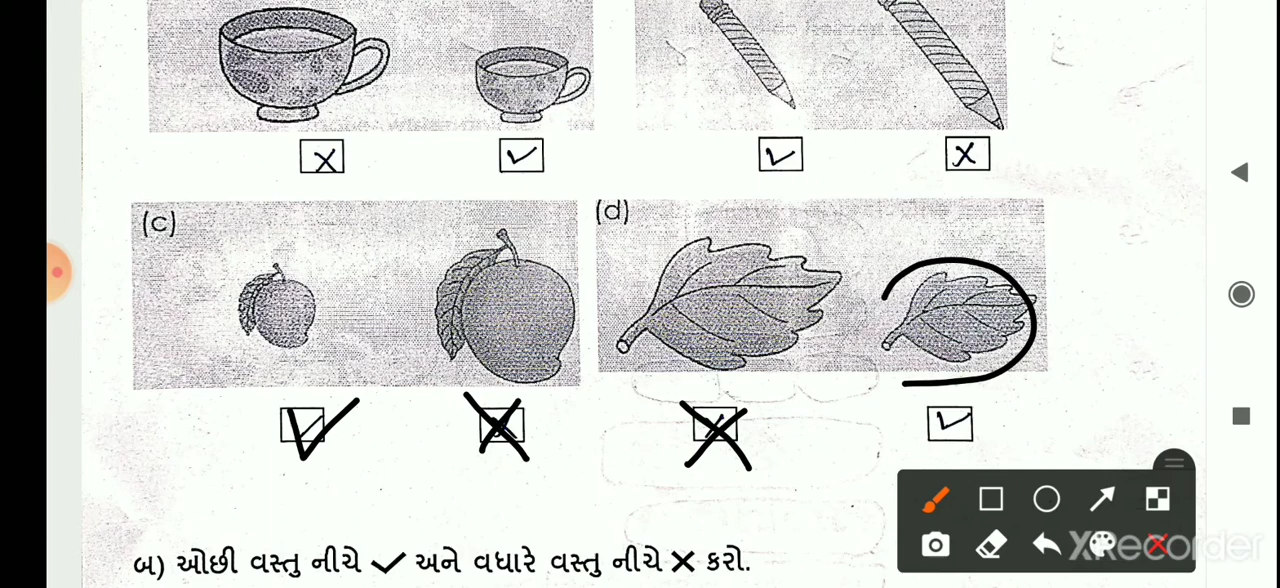 (c)
(d)
બ) ઓછી વસ્તુ નીચે ✓ અને વધારે વસ્તુ નીચે ✗ કરો.
XRecorder